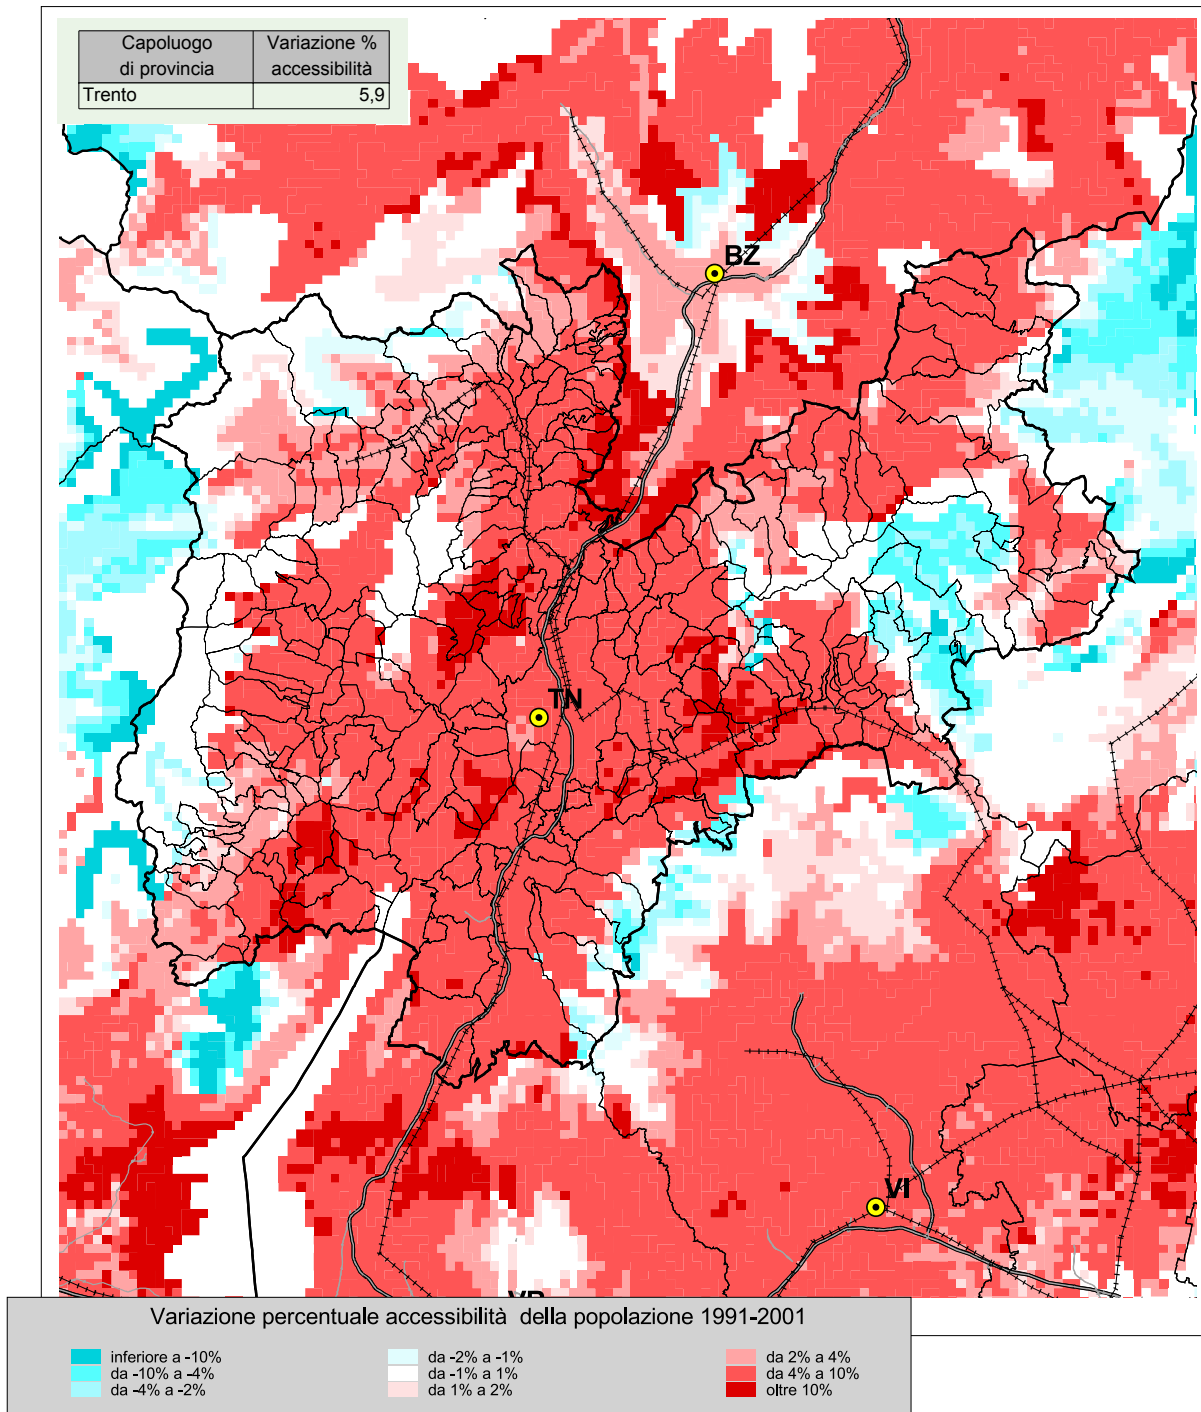 Capoluogo di provincia Variazione % accessibilità
Trento 5,9
BZ
TN
VI
Variazione percentuale accessibilità della popolazione 1991-2001
inferiore a -10%
da -10% a -4%
da -4% a -2%
da -2% a -1%
da -1% a 1%
da 1% a 2%
da 2% a 4%
da 4% a 10%
oltre 10%